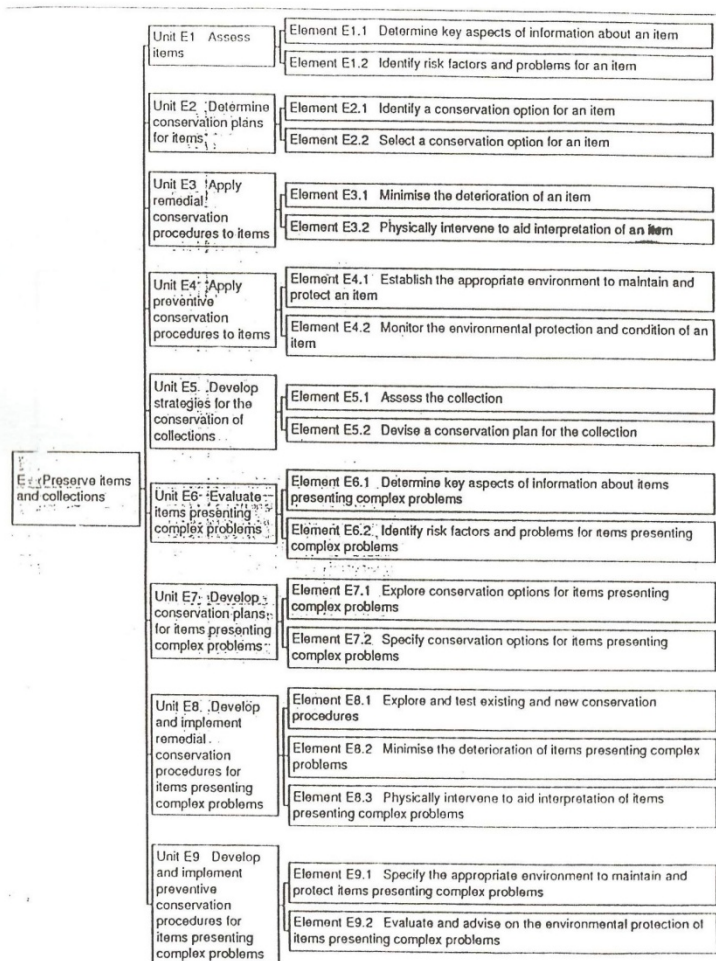 Unit E1 Assess
items
Element E1.1 Determine key aspects of information about an item
Element E1.2 Identify risk factors and problems for an item
Unit E2 Determine
conservation plans
for items
Element E2.1 Identify a conservation option for an item
Element E2.2 Select a conservation option for an item
Unit E3 Apply
remedial
conservation
procedures to items
Element E3.1 Minimise the deterioration of an item
Element E3.2 Physically intervene to aid interpretation of an item
Unit E4 Apply
preventive
conservation
procedures to items
Element E4.1 Establish the appropriate environment to maintain and
protect an item
Element E4.2 Monitor the environmental protection and condition of an
item
Unit E5 Develop
strategies for the
conservation of
collections
Element E5.1 Assess the collection
Element E5.2 Devise a conservation plan for the collection
E Preserve items
and collections
Unit E6 Evaluate
items presenting
complex problems
Element E6.1 Determine key aspects of information about items
presenting complex problems
Element E6.2 Identify risk factors and problems for items presenting
complex problems
Unit E7 Develop
conservation plans
for items presenting
complex problems
Element E7.1 Explore conservation options for items presenting
complex problems
Element E7.2 Specify conservation options for items presenting
complex problems
Unit E8 Develop
and implement
remedial
conservation
procedures for
items presenting
complex problems
Element E8.1 Explore and test existing and new conservation
procedures
Element E8.2 Minimise the deterioration of items presenting complex
problems
Element E8.3 Physically intervene to aid interpretation of items
presenting complex problems
Unit E9 Develop
and implement
preventive
conservation
procedures for
items presenting
complex problems
Element E9.1 Specify the appropriate environment to maintain and
protect items presenting complex problems
Element E9.2 Evaluate and advise on the environmental protection of
items presenting complex problems